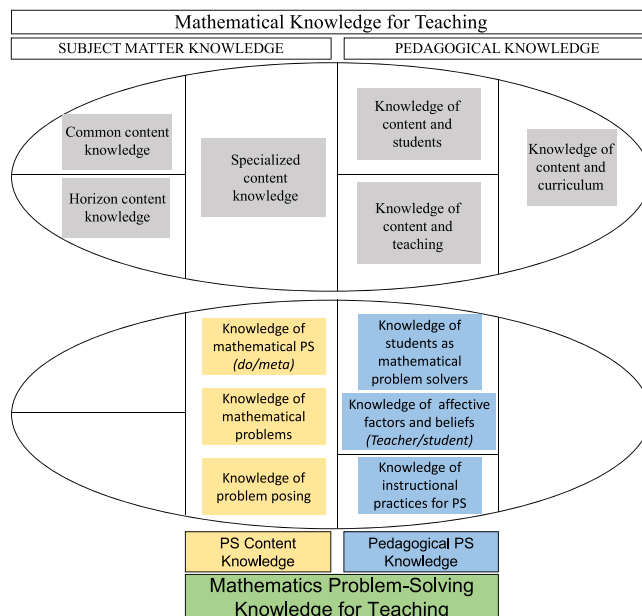 Mathematical Knowledge for Teaching
SUBJECT MATTER KNOWLEDGE
PEDAGOGICAL KNOWLEDGE
Common content
knowledge
Horizon content
knowledge
Specialized
content
knowledge
Knowledge of
content and
students
Knowledge of
content and
teaching
Knowledge of
content and
curriculum
Knowledge of
mathematical PS
(do/meta)
Knowledge of
mathematical
problems
Knowledge of
problem posing
Knowledge of
students as
mathematical
problem solvers
Knowledge of affective
factors and beliefs
(Teacher/student)
Knowledge of
instructional
practices for PS
PS Content
Knowledge
Pedagogical PS
Knowledge
Mathematics Problem-Solving
Knowledge for Teaching